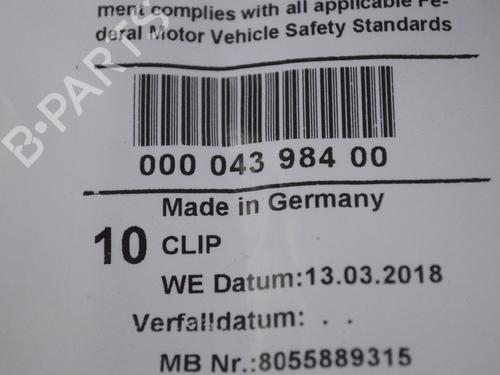 ment complies with all applicable Fe-
deral Motor Vehicle Safety Standards
B-PARTS
000 043 984 00
Made in Germany
10 CLIP
WE Datum:13.03.2018
Verfalldatum: . .
MB Nr.:8055889315